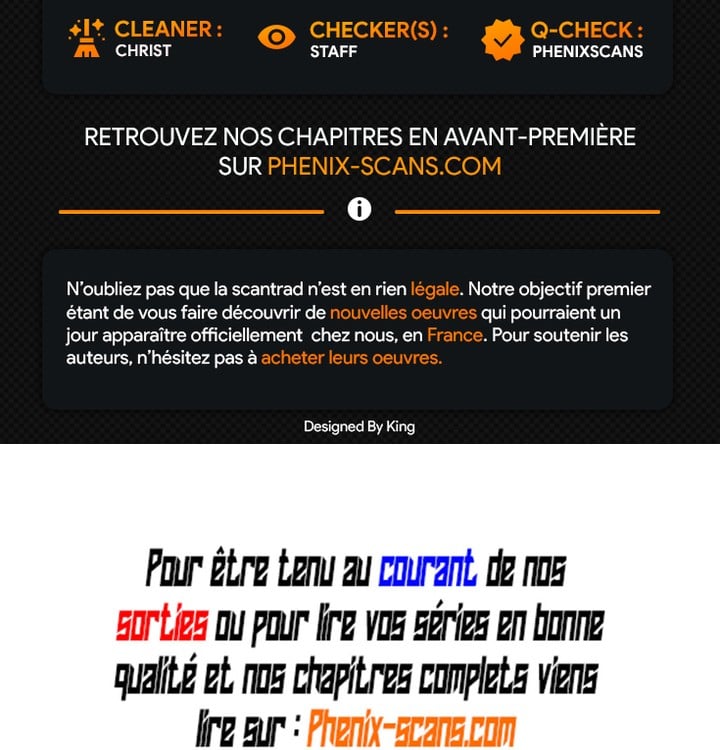 CLEANER : CHECKER(S) : Q-CHECK :
CHRIST STAFF PHENIXSCANS
RETROUVEZ NOS CHAPITRES EN AVANT-PREMIÈRE
SUR PHENIX-SCANS.COM
N'oubliez pas que la scantrad n'est en rien légale. Notre objectif premier
étant de vous faire découvrir de nouvelles oeuvres qui pourraient un
jour apparaître officiellement chez nous, en France. Pour soutenir les
auteurs, n'hésitez pas à acheter leurs oeuvres.
Designed By King
Pour être tenu au courant de nos
sorties ou pour lire vos séries en bonne
qualité et nos chapitres complets viens
lire sur : Phenix-scans.com